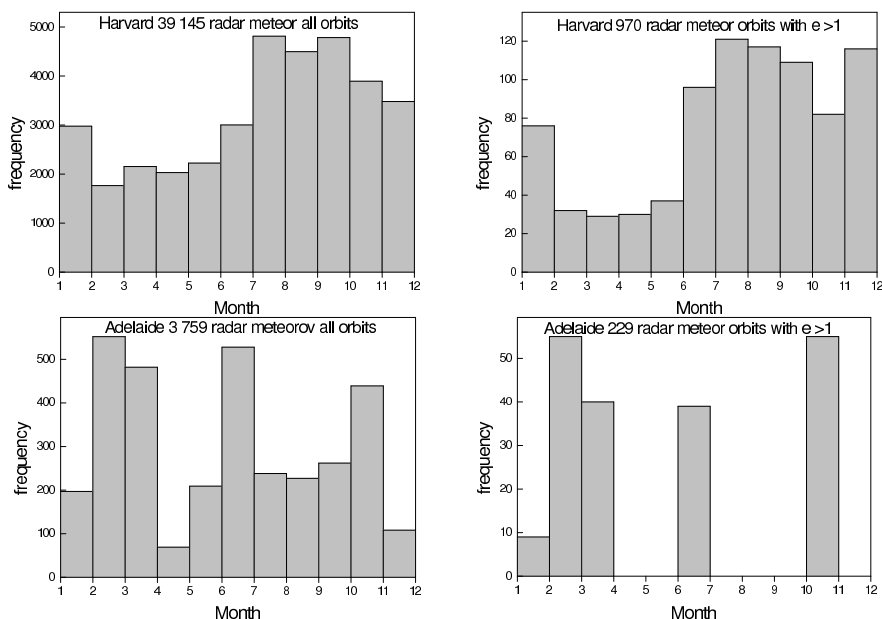 Harvard 39 145 radar meteor all orbits
frequency
5000
4000
3000
2000
1000
0
1 2 3 4 5 6 7 8 9 10 11 12
Month
Harvard 970 radar meteor orbits with e >1
frequency
120
100
80
60
40
20
0
1 2 3 4 5 6 7 8 9 10 11 12
Month
Adelaide 3 759 radar meteorov all orbits
frequency
500
400
300
200
100
0
1 2 3 4 5 6 7 8 9 10 11 12
Month
Adelaide 229 radar meteor orbits with e >1
frequency
50
40
30
20
10
0
1 2 3 4 5 6 7 8 9 10 11 12
Month